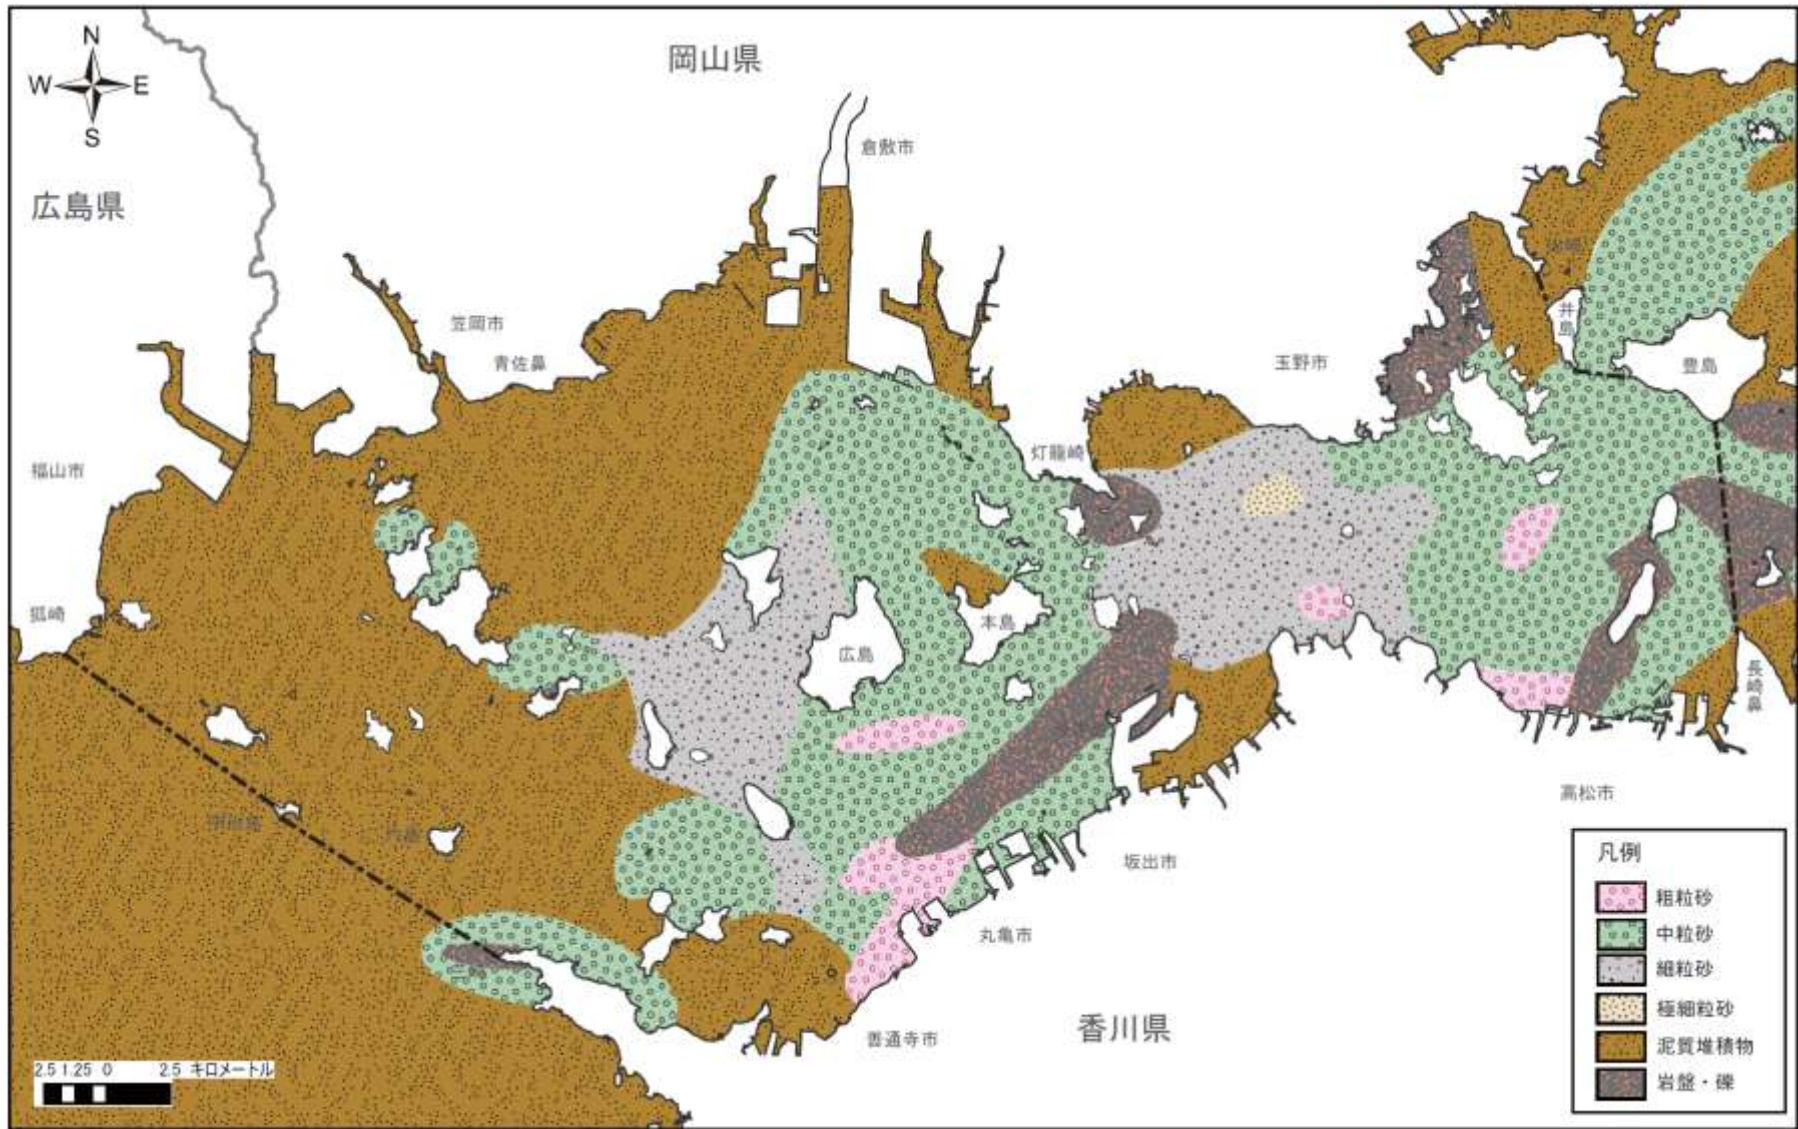 N
W E
S
岡山県
倉敷市
広島県
笠岡市
青佐鼻
井島
玉野市
豊島
灯籠崎
福山市
狐崎
本島
広島
長崎鼻
高松市
坂出市
丸亀市
香川県
善通寺市
凡例
粗粒砂
中粒砂
細粒砂
極細粒砂
泥質堆積物
岩盤・礫
2.5 1.25 0 2.5 キロメートル